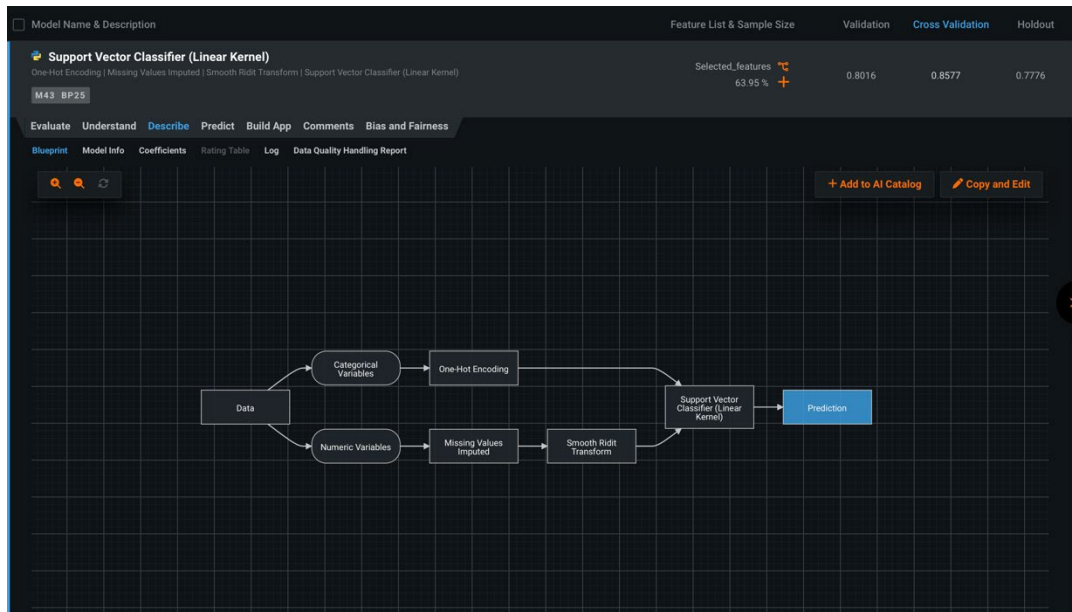 Model Name & Description
Feature List & Sample Size
Validation
Cross Validation
Holdout
Support Vector Classifier (Linear Kernel)
One-Hot Encoding | Missing Values Imputed | Smooth Ridit Transform | Support Vector Classifier (Linear Kernel)
M43 BP25
Selected_features
63.95 %
0.8016
0.8577
0.7776
Evaluate Understand Describe Predict Build App Comments Bias and Fairness
Blueprint Model Info Coefficients Rating Table Log Data Quality Handling Report
+ Add to AI Catalog
Copy and Edit
Data
Categorical
Variables
One-Hot Encoding
Numeric Variables
Missing Values
Imputed
Smooth Ridit
Transform
Support Vector
Classifier (Linear
Kernel)
Prediction